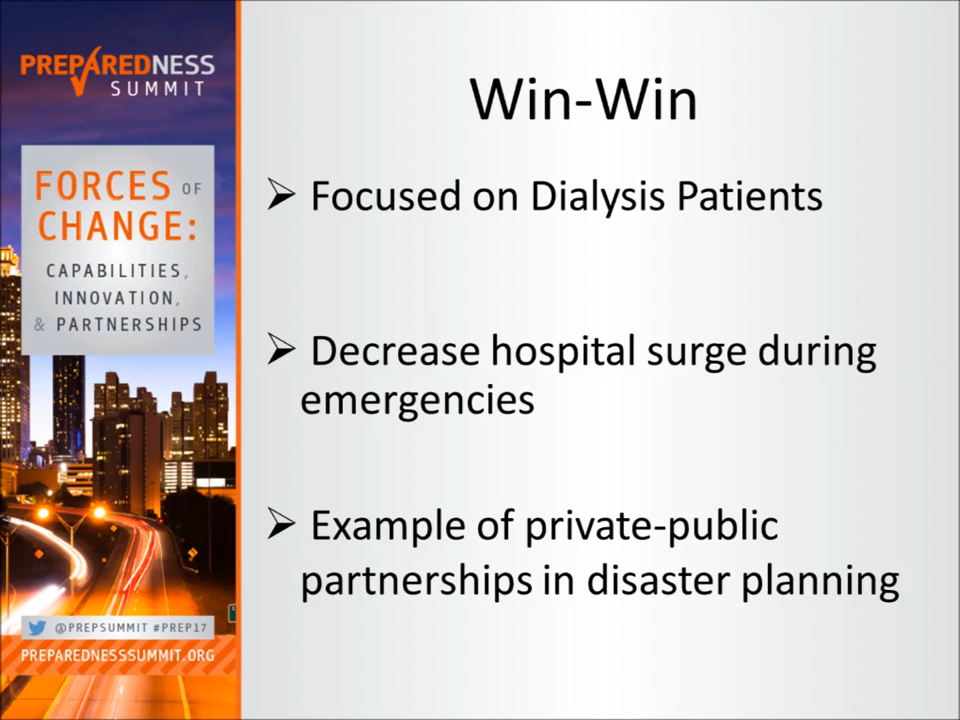 PREPAREDNESS
SUMMIT
FORCES OF
CHANGE:
CAPABILITIES,
INNOVATION,
& PARTNERSHIPS
@PREPSUMMIT #PREP17
PREPAREDNESSSUMMIT.ORG
Win-Win
➢ Focused on Dialysis Patients
➢ Decrease hospital surge during
emergencies
➢ Example of private-public
partnerships in disaster planning